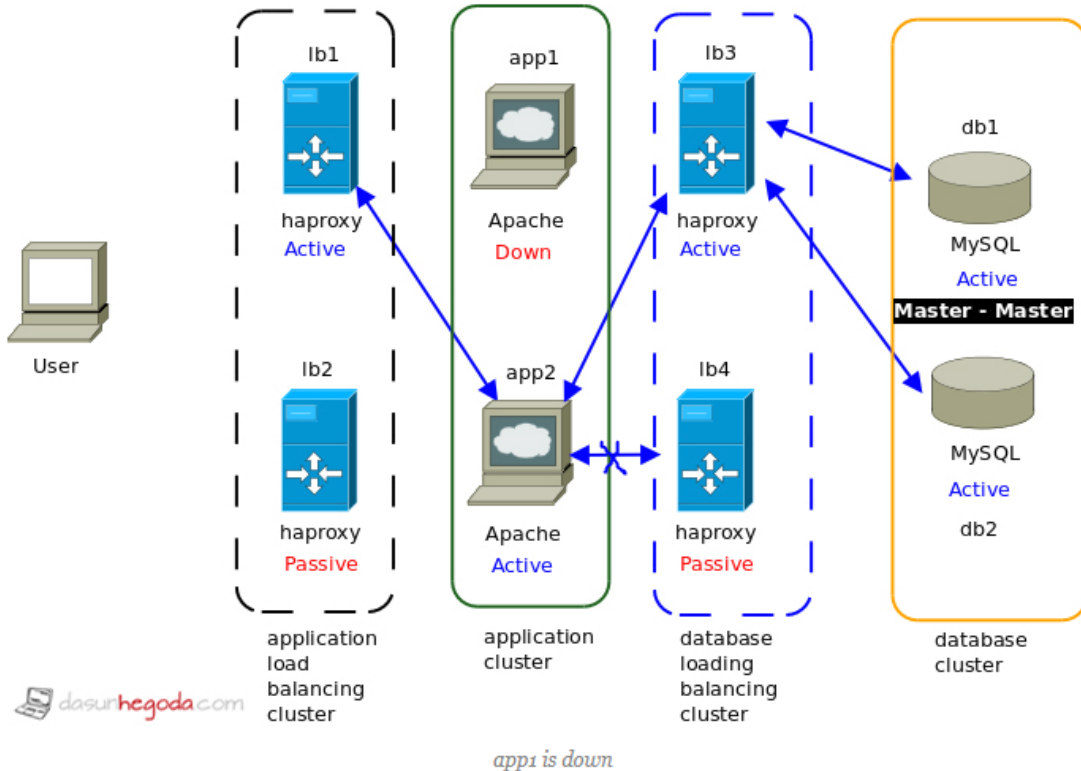 lb1
haproxy
Active
lb2
haproxy
Passive
application
load
balancing
cluster
app1
Apache
Down
app2
Apache
Active
application
cluster
lb3
haproxy
Active
lb4
haproxy
Passive
database
loading
balancing
cluster
db1
MySQL
Active
Master - Master
MySQL
Active
db2
database
cluster
User
dasunhegoda.com
app1 is down